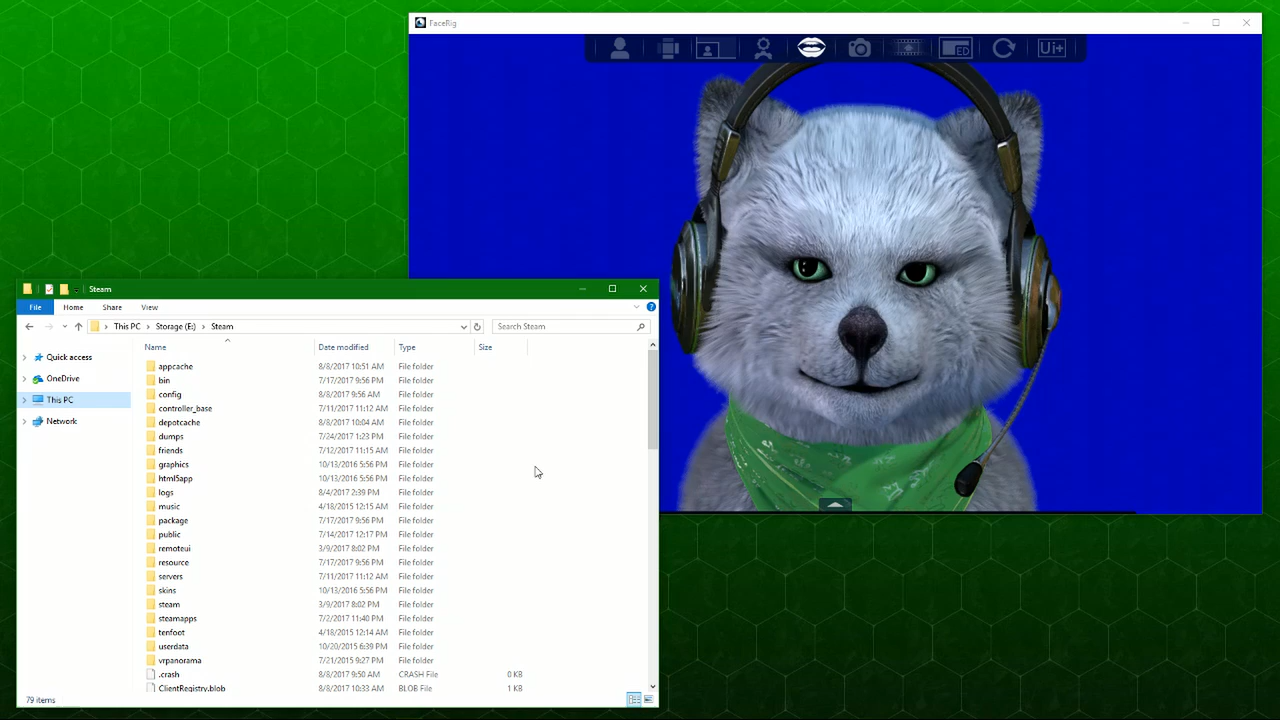 FaceRig
ED
Ui+
Steam
File Home Share View
This PC > Storage (E:) > Steam
Search Steam
Name Date modified Type Size
Quick access
OneDrive
This PC
Network
appcache 8/8/2017 10:51 AM File folder
bin 7/17/2017 9:56 PM File folder
config 8/8/2017 9:56 AM File folder
controller_base 7/11/2017 11:12 AM File folder
depotcache 8/8/2017 10:04 AM File folder
dumps 7/24/2017 1:23 PM File folder
friends 7/12/2017 11:15 AM File folder
graphics 10/13/2016 5:56 PM File folder
html5app 10/13/2016 5:56 PM File folder
logs 8/4/2017 2:39 PM File folder
music 4/18/2015 12:15 AM File folder
package 7/17/2017 9:56 PM File folder
public 7/14/2017 12:17 PM File folder
remoteui 3/9/2017 8:02 PM File folder
resource 7/17/2017 9:56 PM File folder
servers 7/11/2017 11:12 AM File folder
skins 10/13/2016 5:56 PM File folder
steam 3/9/2017 8:02 PM File folder
steamapps 7/2/2017 11:40 PM File folder
tenfoot 4/18/2015 12:14 AM File folder
userdata 10/20/2015 6:39 PM File folder
vrpanorama 7/21/2015 9:27 PM File folder
.crash 8/8/2017 9:50 AM CRASH File 0 KB
ClientRegistry.blob 8/8/2017 10:33 AM BLOB File 1 KB
79 items